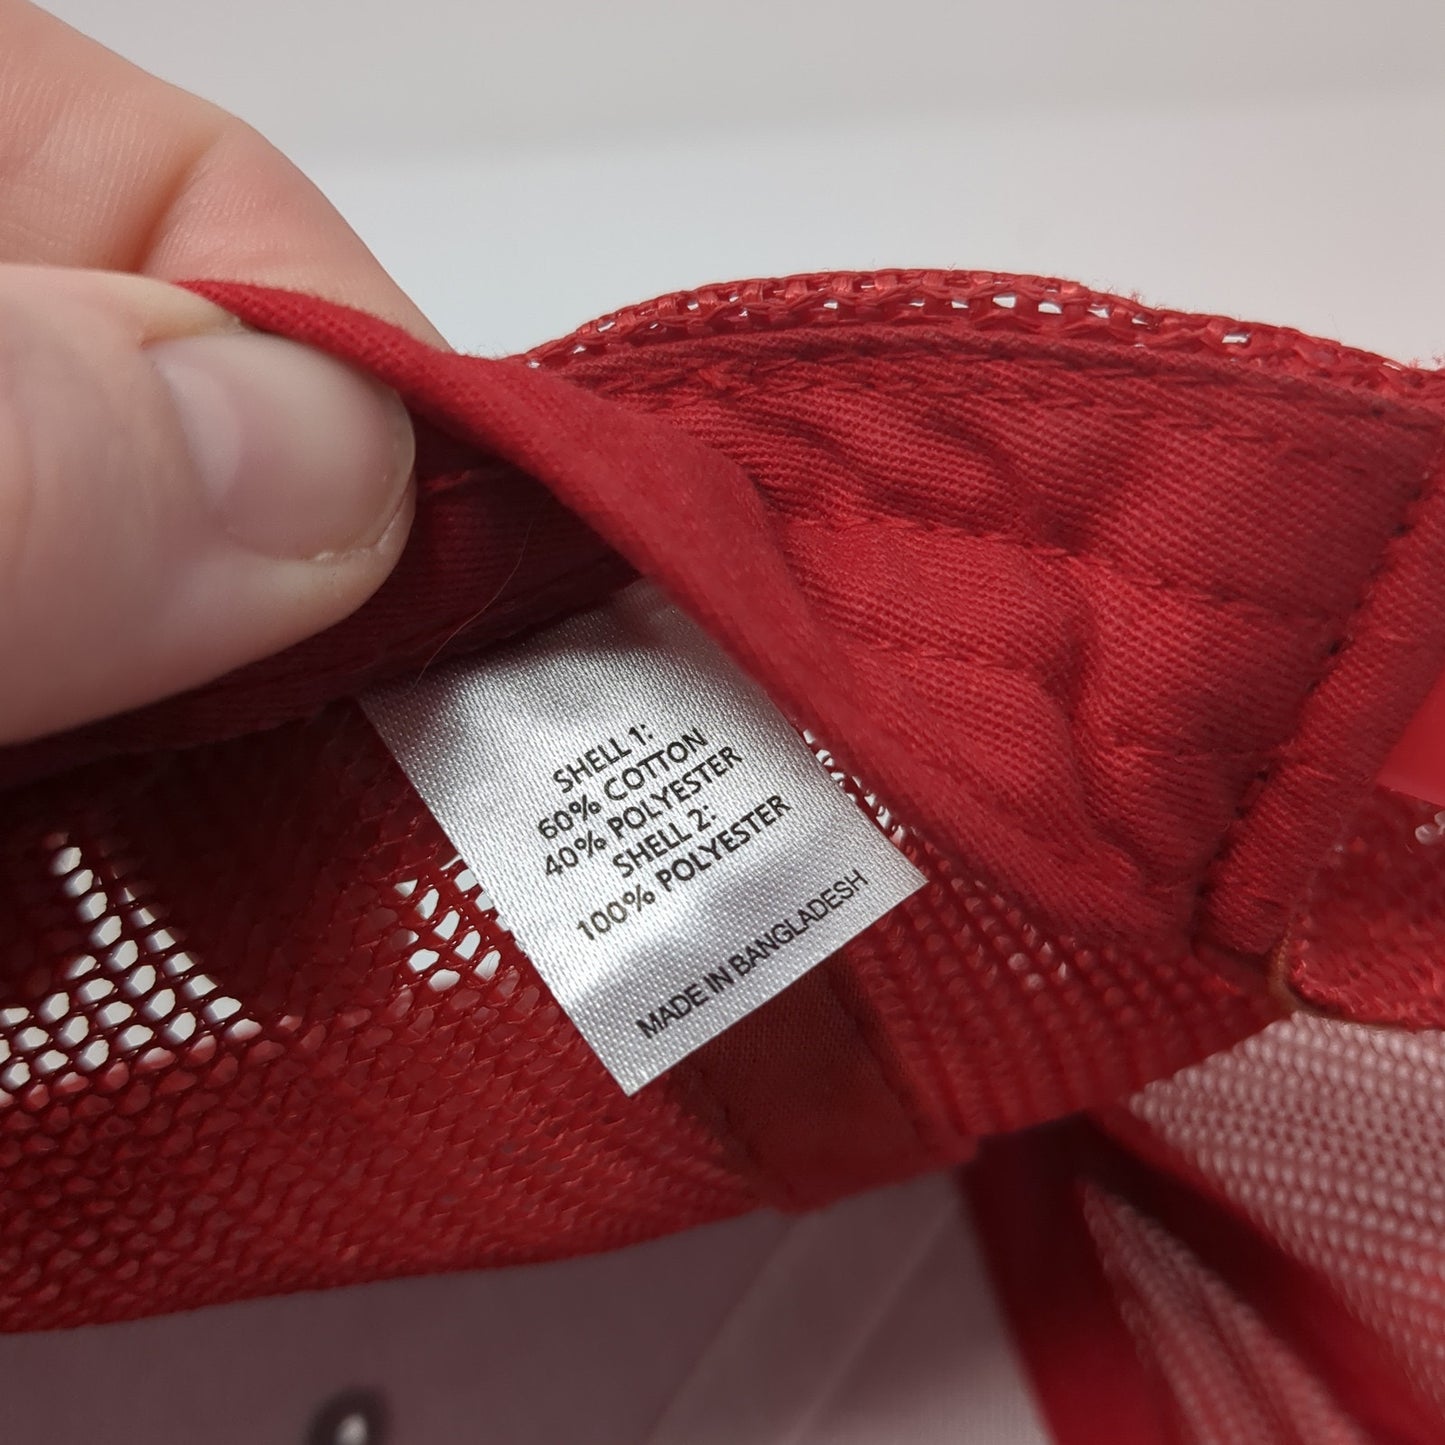 SHELL 1:
60% COTTON
40% POLYESTER
SHELL 2:
100% POLYESTER
MADE IN BANGLADESH